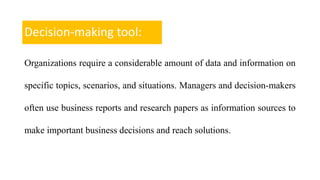 Decision-making tool:
Organizations require a considerable amount of data and information on
specific topics, scenarios, and situations. Managers and decision-makers
often use business reports and research papers as information sources to
make important business decisions and reach solutions.